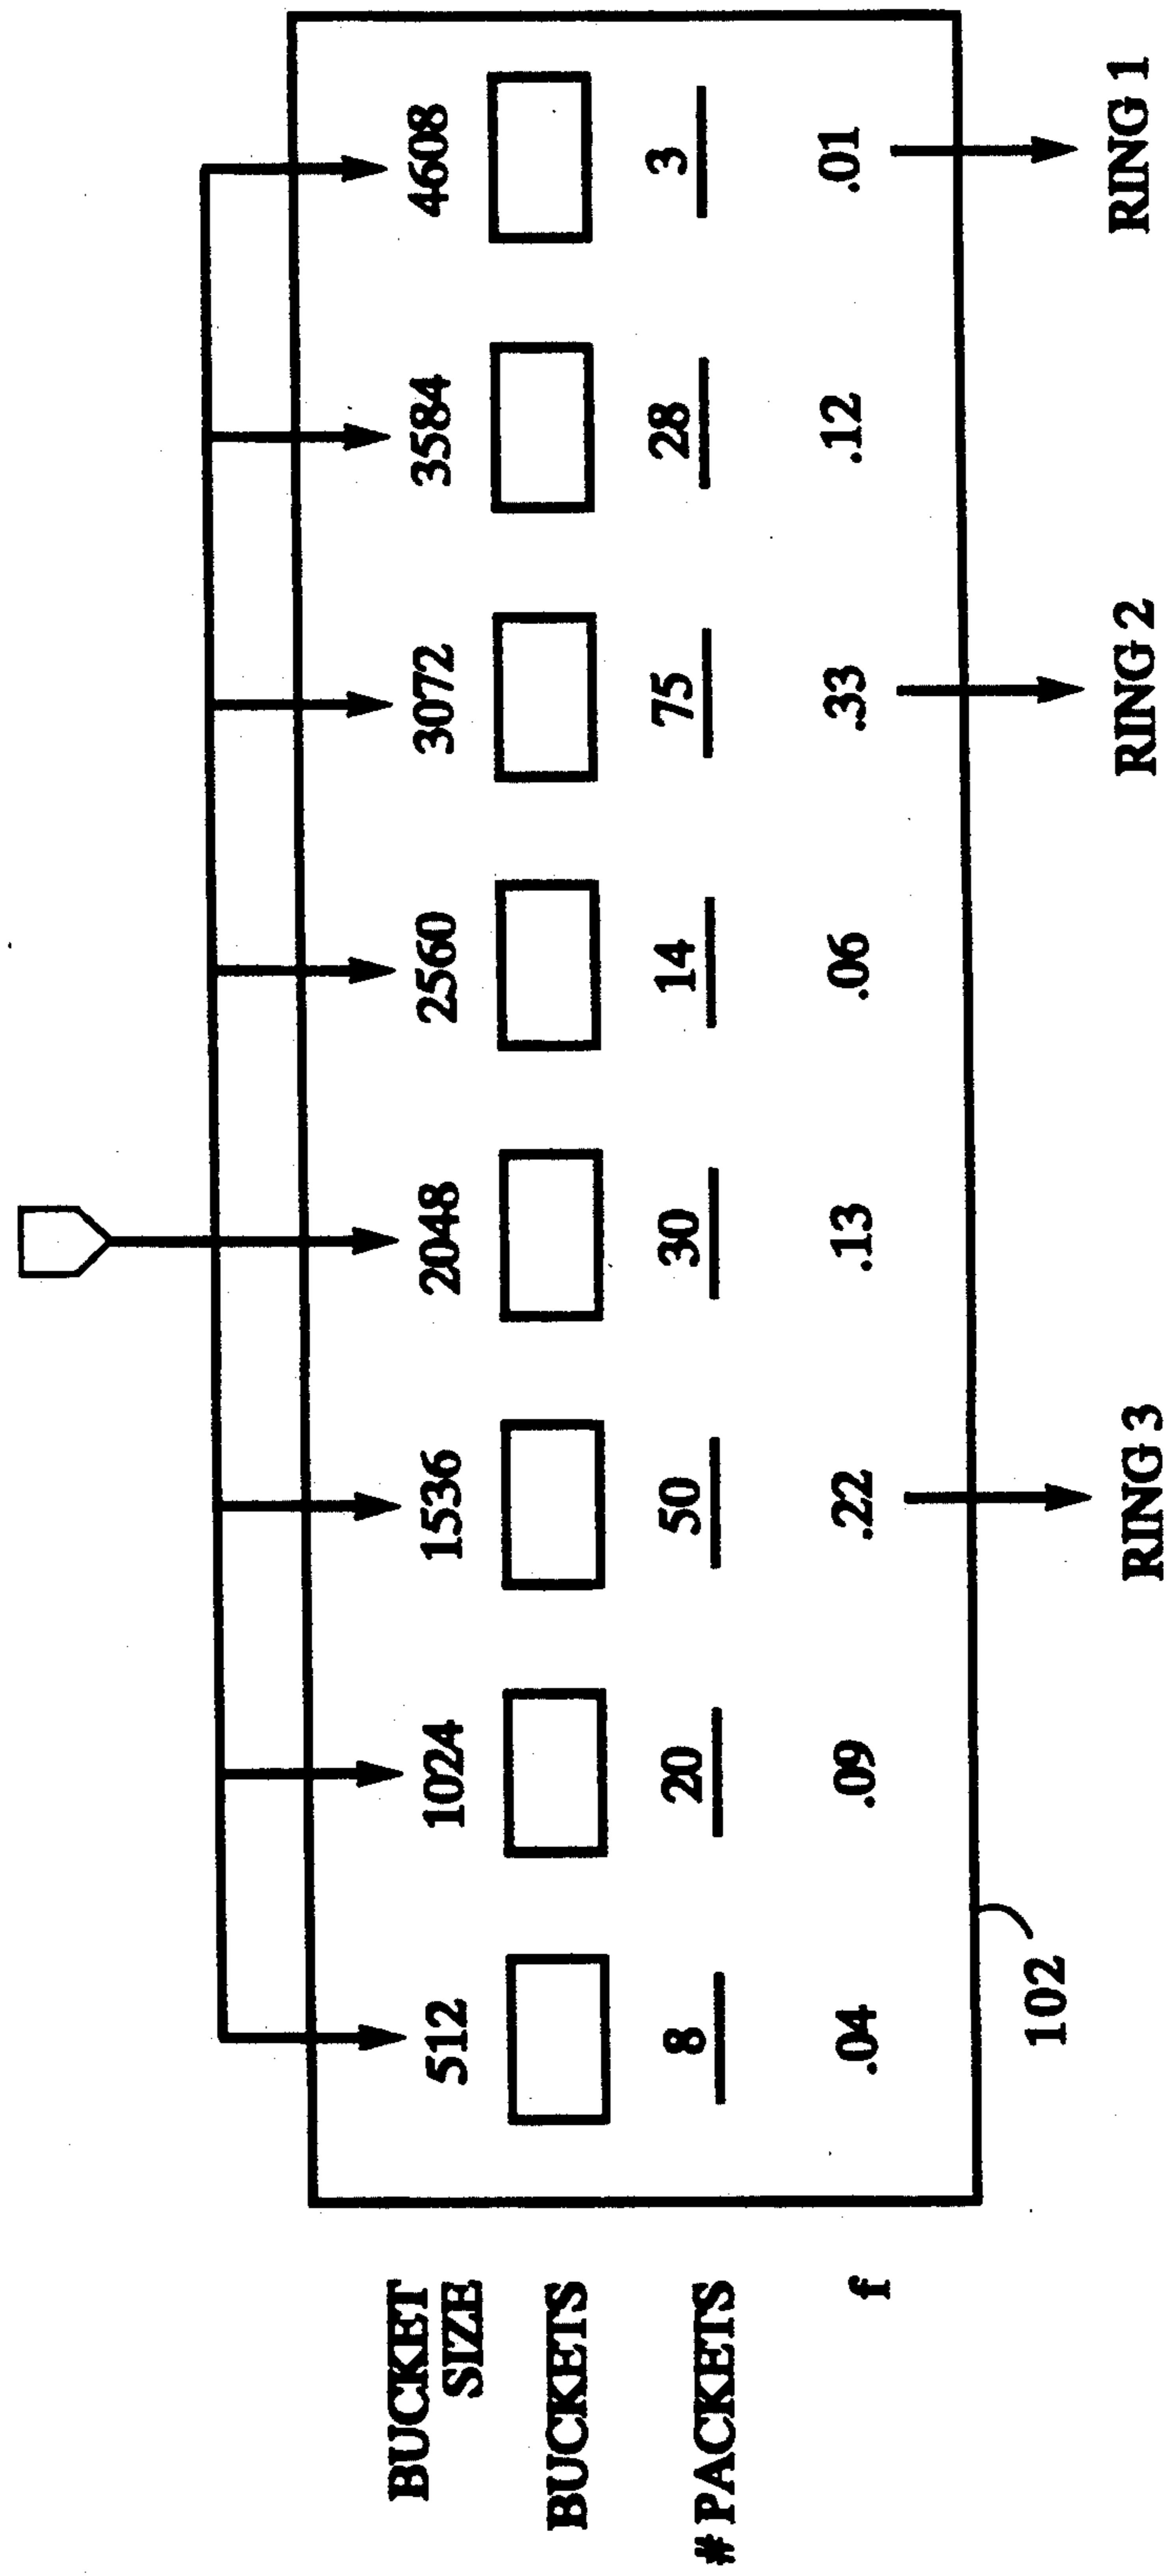 BUCKET SIZE 512 1024 1536 2048 2560 3072 3584 4608
BUCKETS
# PACKETS 8 20 50 30 14 75 28 3
f .04 .09 .22 .13 .06 .33 .12 .01
102
RING 3 RING 2 RING 1